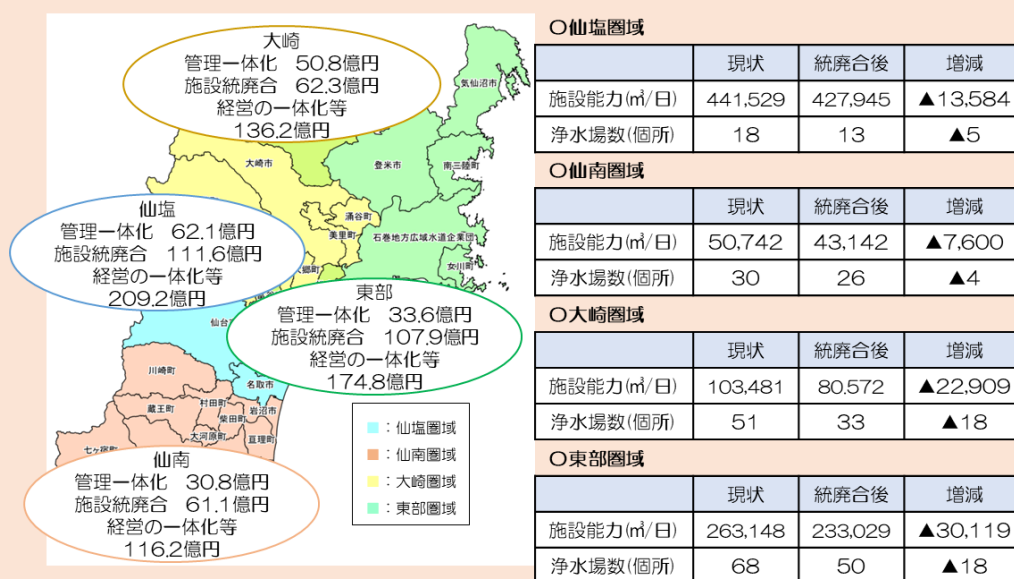 大崎
管理一体化 50.8億円
施設統廃合 62.3億円
経営の一体化等
136.2億円
気仙沼市
大崎市
登米市
南三陸町
涌谷町
美里町
石巻地方広域水道企業団
女川町
仙塩
管理一体化 62.1億円
施設統廃合 111.6億円
経営の一体化等
209.2億円
東部
管理一体化 33.6億円
施設統廃合 107.9億円
経営の一体化等
174.8億円
仙台
川崎町
名取市
蔵王町
村田町
岩沼市
柴田町
大河原町
亘理町
七ヶ宿町
仙南
管理一体化 30.8億円
施設統廃合 61.1億円
経営の一体化等
116.2億円
:仙塩圏域
:仙南圏域
:大崎圏域
:東部圏域
〇仙塩圏域
現状 統廃合後 増減
施設能力(㎥/日) 441,529 427,945 ▲13,584
浄水場数(個所) 18 13 ▲5
〇仙南圏域
現状 統廃合後 増減
施設能力(㎥/日) 50,742 43,142 ▲7,600
浄水場数(個所) 30 26 ▲4
〇大崎圏域
現状 統廃合後 増減
施設能力(㎥/日) 103,481 80,572 ▲22,909
浄水場数(個所) 51 33 ▲18
〇東部圏域
現状 統廃合後 増減
施設能力(㎥/日) 263,148 233,029 ▲30,119
浄水場数(個所) 68 50 ▲18